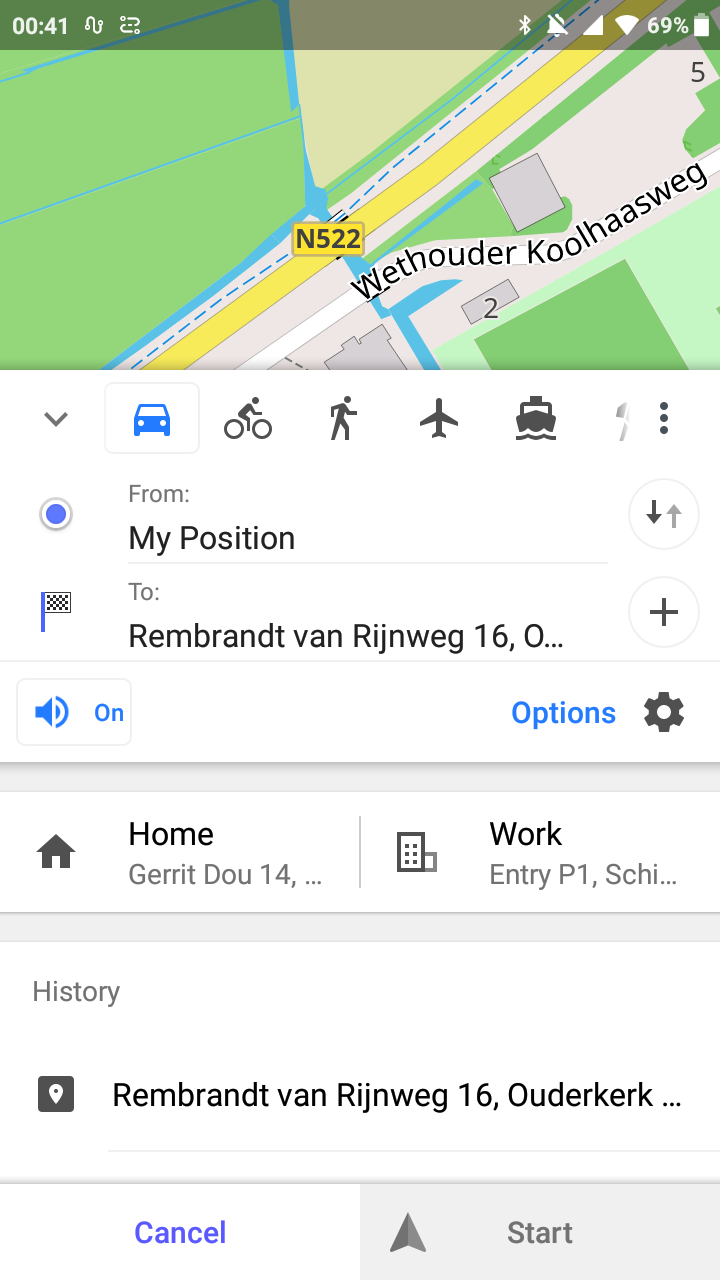 00:41
69%
5
N522
Wethouder Koolhaasweg
2
From:
My Position
To:
Rembrandt van Rijnweg 16, O…
On
Options
Home
Gerrit Dou 14, …
Work
Entry P1, Schi…
History
Rembrandt van Rijnweg 16, Ouderkerk …
Cancel
Start